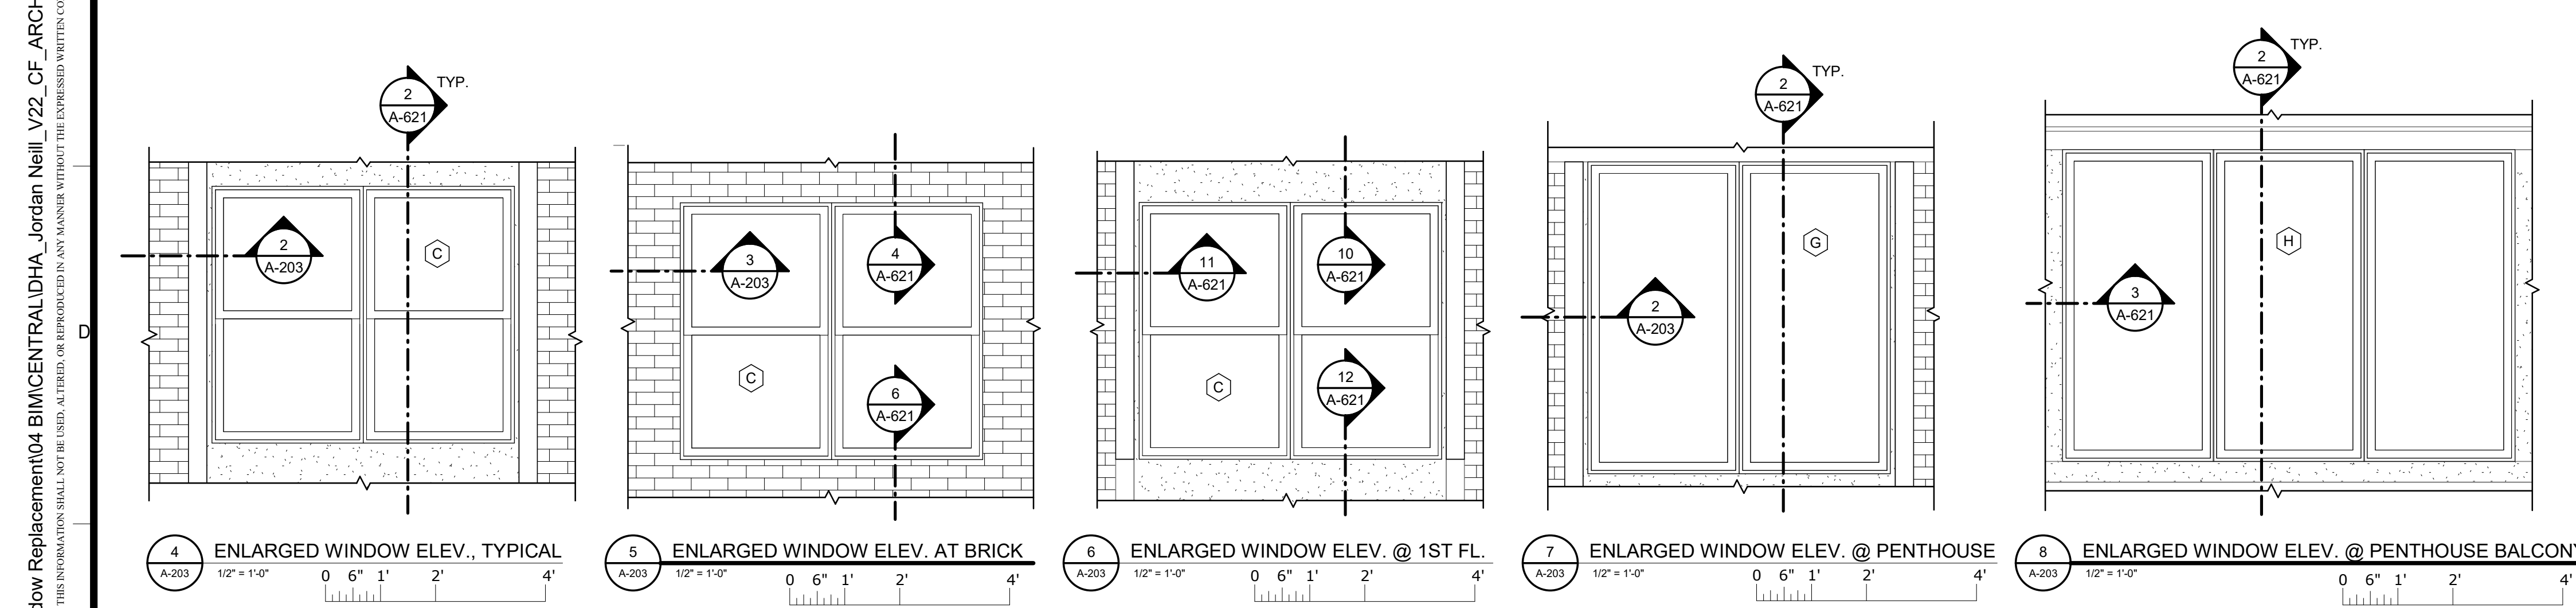 dow Replacement\04 BIM\CENTRAL\DHA_Jordan Neill_V22_CF_ARCH
THIS INFORMATION SHALL NOT BE USED, ALTERED, OR REPRODUCED IN ANY MANNER WITHOUT THE EXPRESSED WRITTEN CO
D
2
A-621
TYP.
2
A-203
C
4
A-203
ENLARGED WINDOW ELEV., TYPICAL
1/2" = 1'-0"
0 6" 1' 2' 4'
3
A-203
4
A-621
C
6
A-621
5
A-203
ENLARGED WINDOW ELEV. AT BRICK
1/2" = 1'-0"
0 6" 1' 2' 4'
11
A-621
10
A-621
C
12
A-621
6
A-203
ENLARGED WINDOW ELEV. @ 1ST FL.
1/2" = 1'-0"
0 6" 1' 2' 4'
2
A-621
TYP.
G
2
A-203
7
A-203
ENLARGED WINDOW ELEV. @ PENTHOUSE
1/2" = 1'-0"
0 6" 1' 2' 4'
2
A-621
TYP.
H
3
A-621
8
A-203
ENLARGED WINDOW ELEV. @ PENTHOUSE BALCONY
1/2" = 1'-0"
0 6" 1' 2' 4'